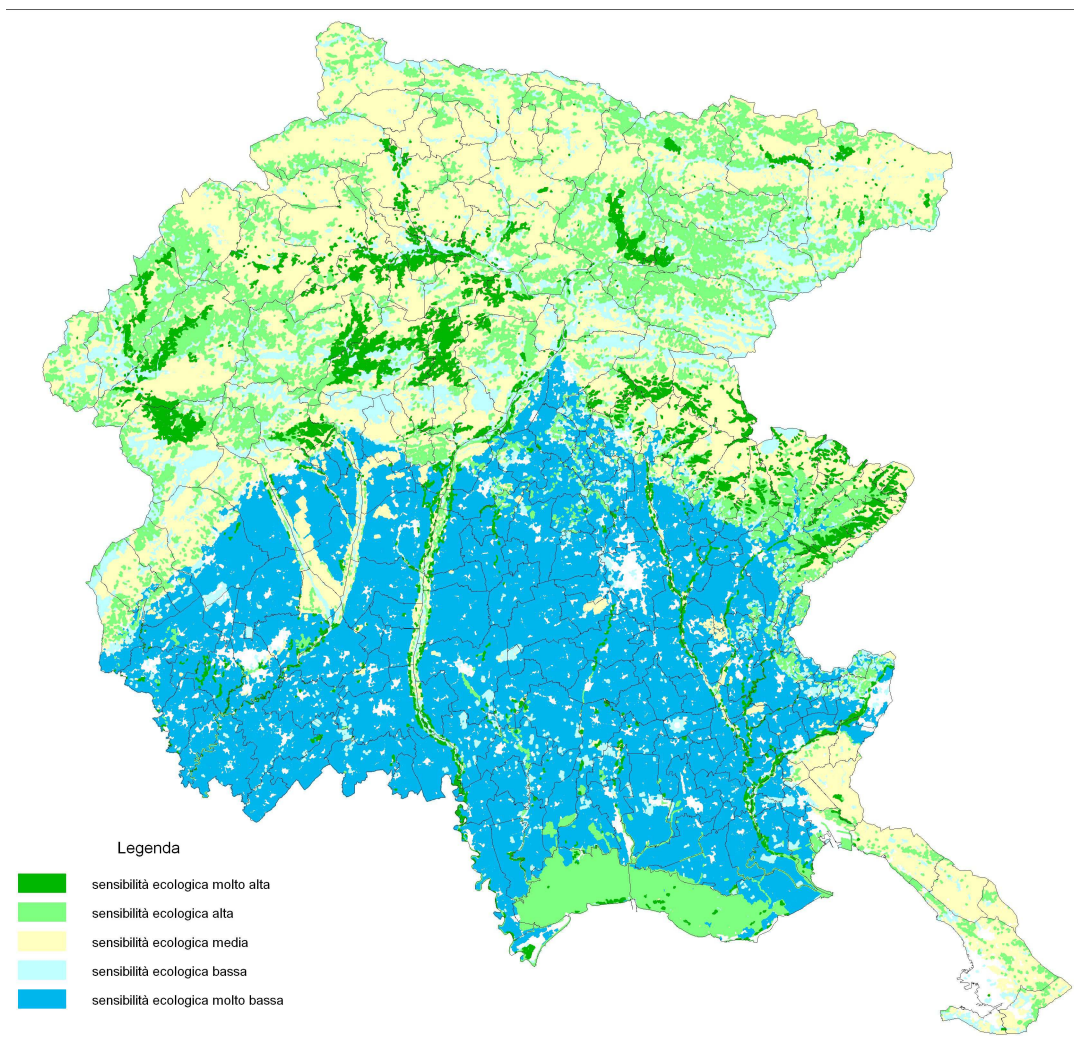 Legenda
sensibilità ecologica molto alta
sensibilità ecologica alta
sensibilità ecologica media
sensibilità ecologica bassa
sensibilità ecologica molto bassa